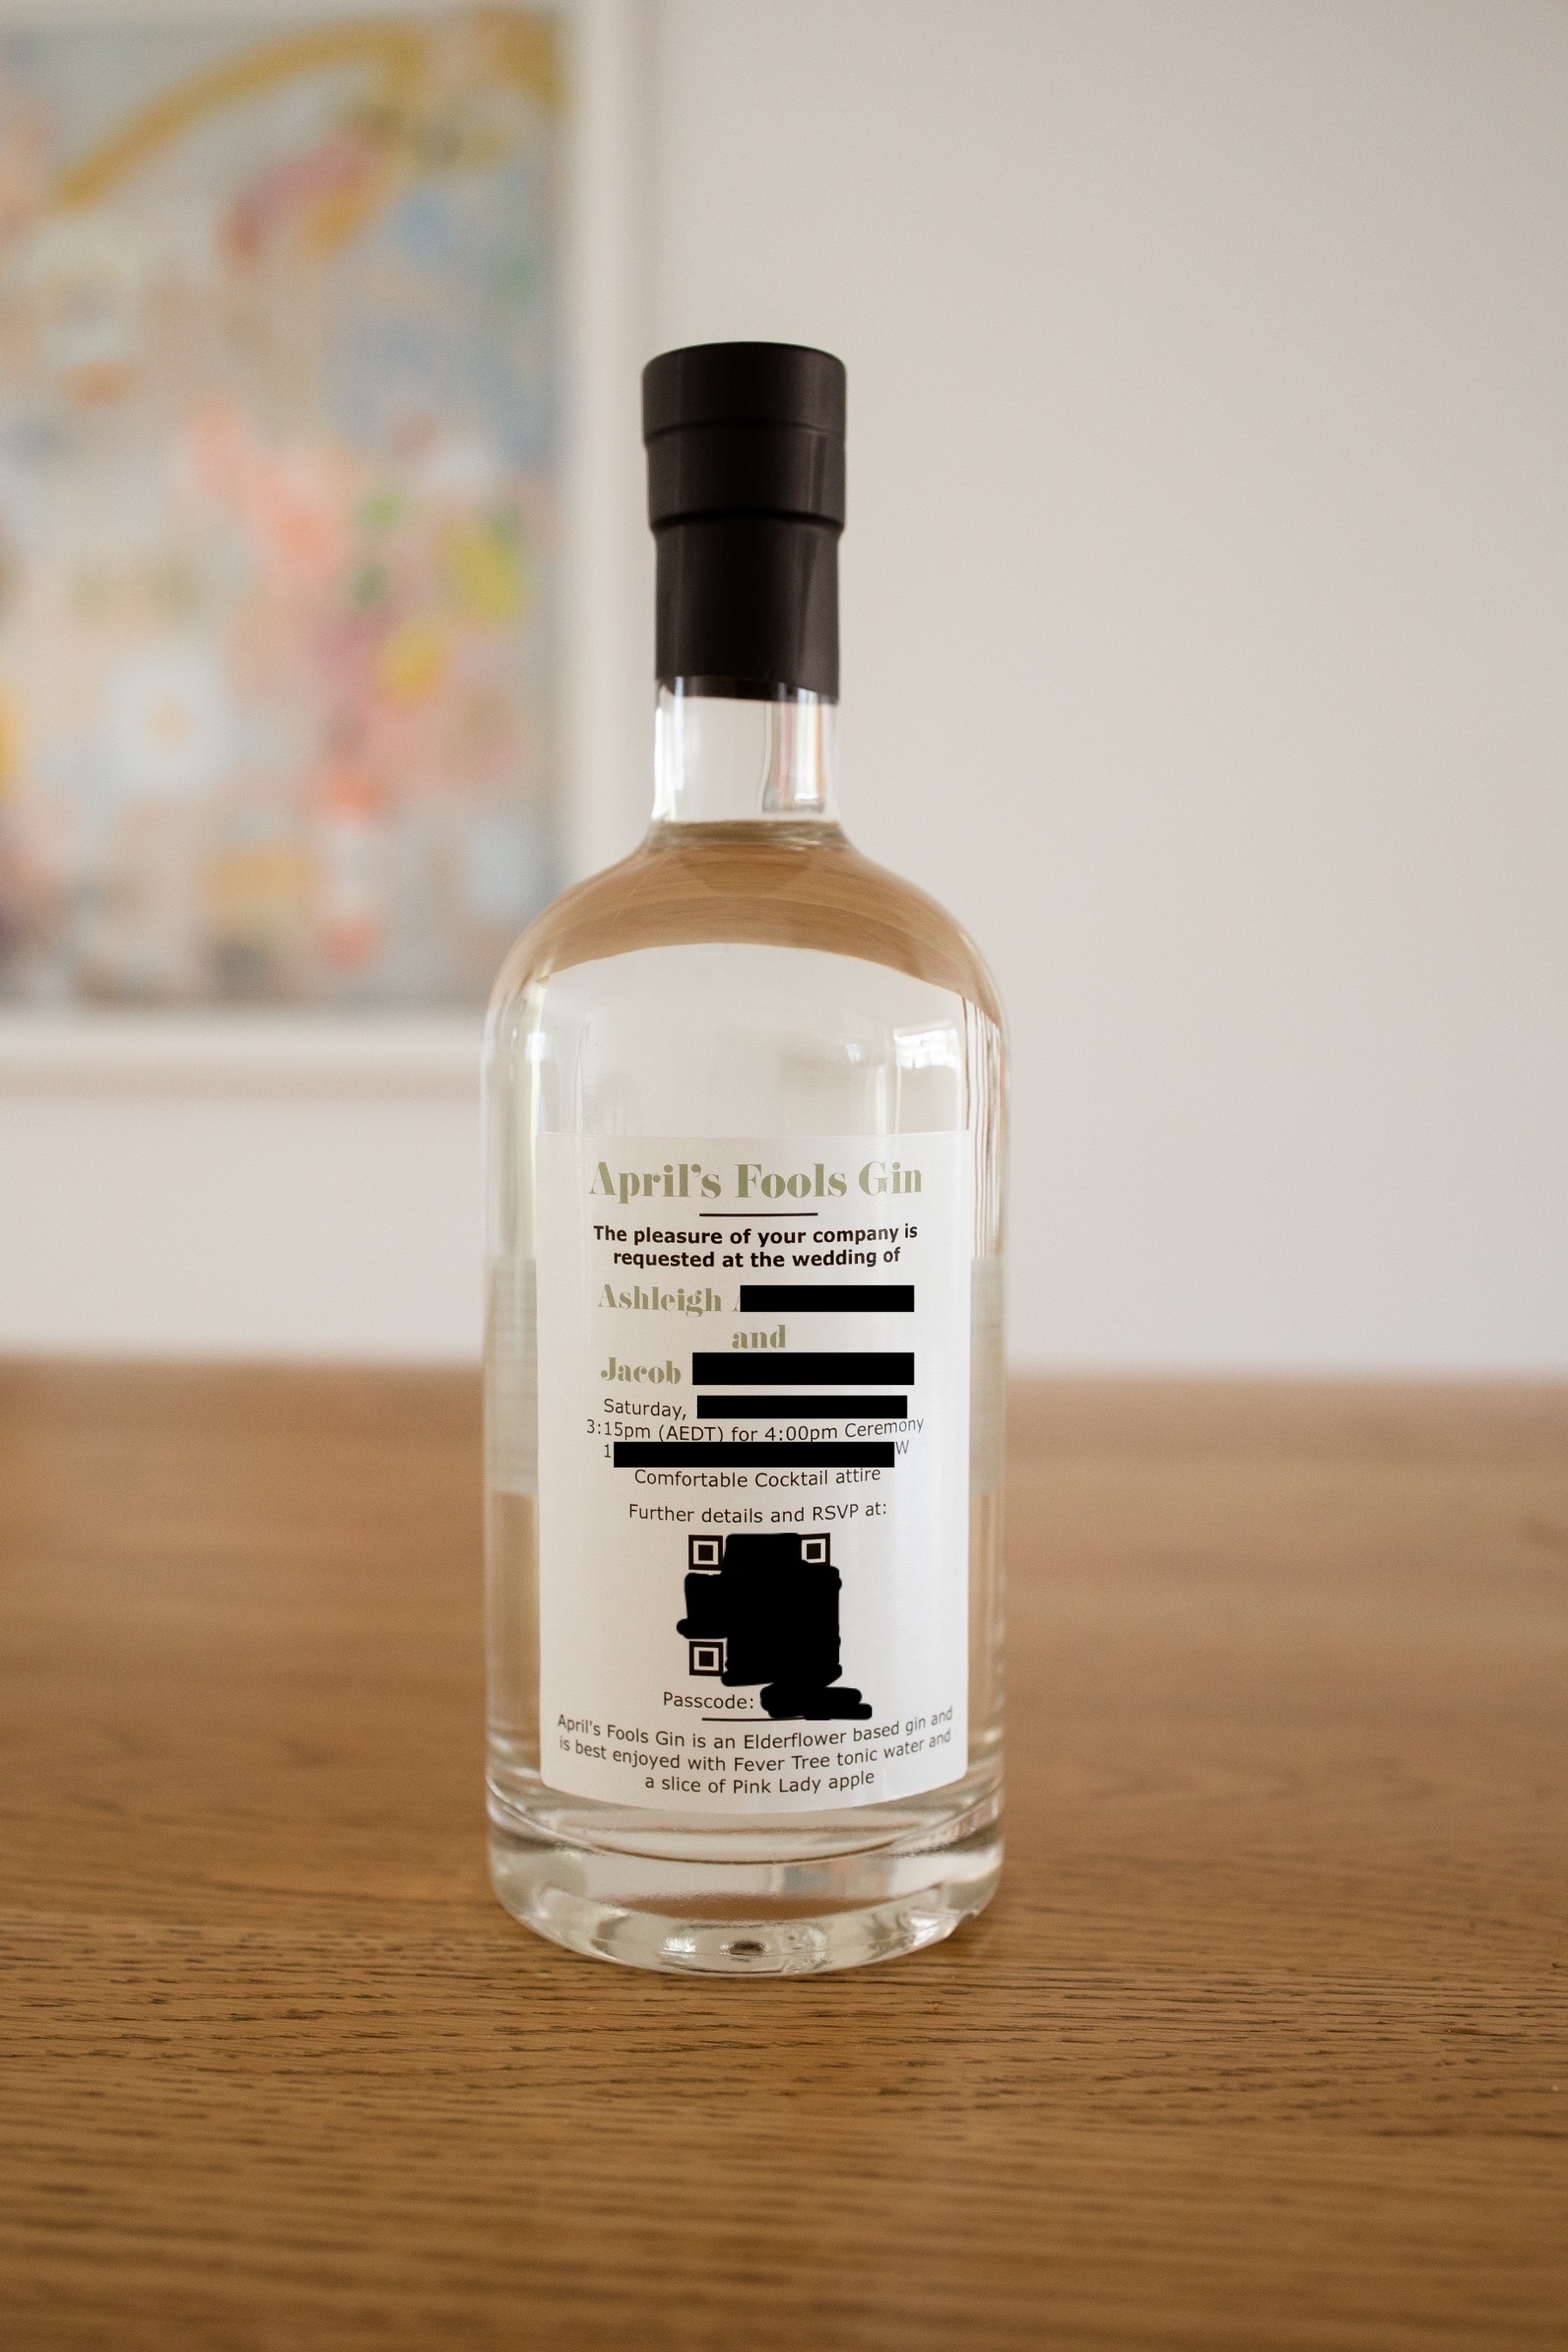 April's Fools Gin
The pleasure of your company is
requested at the wedding of
Ashleigh
and
Jacob
Saturday,
3:15pm (AEDT) for 4:00pm Ceremony
Comfortable Cocktail attire
Further details and RSVP at:
Passcode:
April's Fools Gin is an Elderflower based gin and
is best enjoyed with Fever Tree tonic water and
a slice of Pink Lady apple